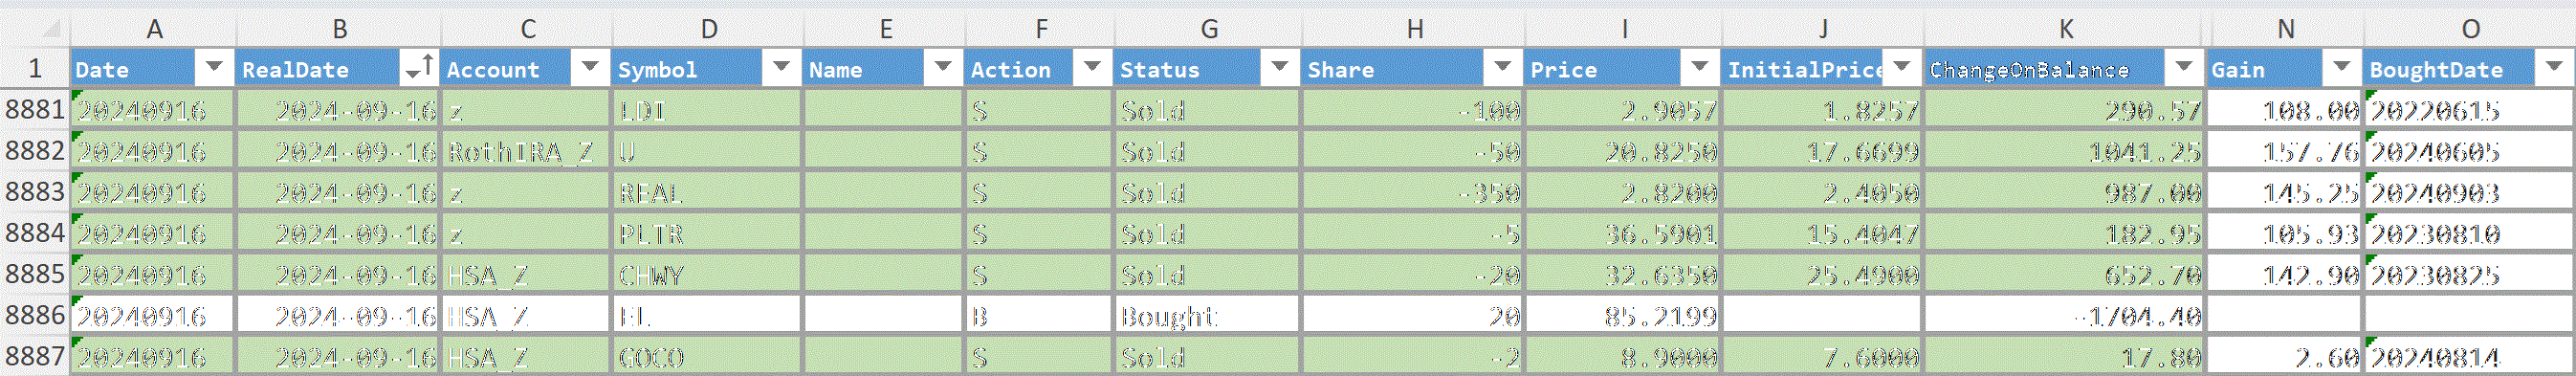 A B C D E F G H I J K N O
1 Date RealDate Account Symbol Name Action Status Share Price InitialPrice ChangeOnBalance Gain BoughtDate
8881 20240916 2024-09-16 z LDI S Sold -100 2.9057 1.8257 290.57 108.00 20220615
8882 20240916 2024-09-16 RothIRA_Z U S Sold -50 20.8250 17.6699 1041.25 157.76 20240605
8883 20240916 2024-09-16 z REAL S Sold -350 2.8200 2.4050 987.00 145.25 20240903
8884 20240916 2024-09-16 z PLTR S Sold -5 36.5901 15.4047 182.95 105.93 20230810
8885 20240916 2024-09-16 HSA_Z CHWY S Sold -20 32.6350 25.4900 652.70 142.90 20230825
8886 20240916 2024-09-16 HSA_Z EL B Bought 20 85.2199 -1704.40
8887 20240916 2024-09-16 HSA_Z GOCO S Sold -2 8.9000 7.6000 17.80 2.60 20240814